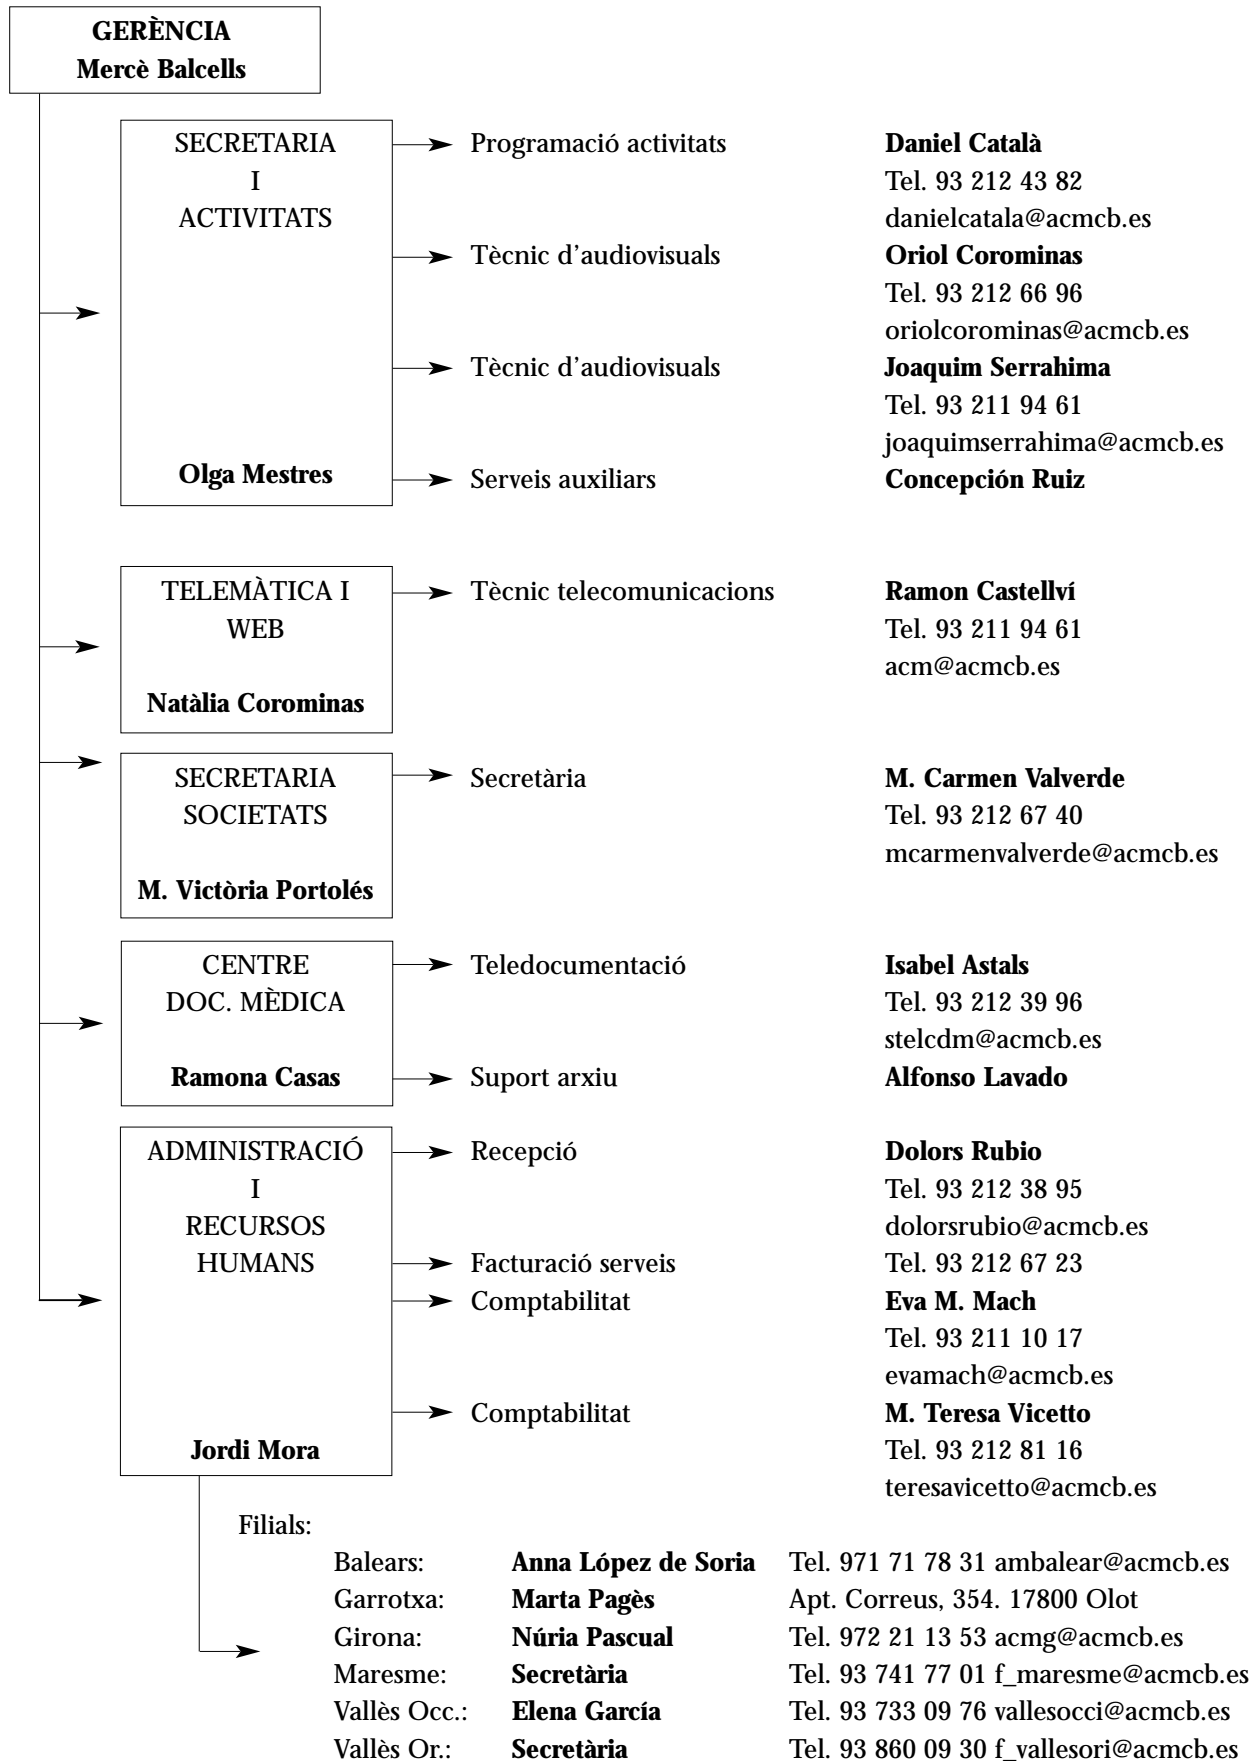 GERÈNCIA
Mercè Balcells
SECRETARIA
I
ACTIVITATS
Olga Mestres
Programació activitats
Daniel Català
Tel. 93 212 43 82
danielcatala@acmcb.es
Tècnic d'audiovisuals
Oriol Corominas
Tel. 93 212 66 96
oriolcorominas@acmcb.es
Tècnic d'audiovisuals
Joaquim Serrahima
Tel. 93 211 94 61
joaquimserrahima@acmcb.es
Serveis auxiliars
Concepción Ruiz
TELEMÀTICA I
WEB
Natàlia Corominas
Tècnic telecomunicacions
Ramon Castellví
Tel. 93 211 94 61
acm@acmcb.es
SECRETARIA
SOCIETATS
M. Victòria Portolés
Secretària
M. Carmen Valverde
Tel. 93 212 67 40
mcarmenvalverde@acmcb.es
CENTRE
DOC. MÈDICA
Ramona Casas
Teledocumentació
Isabel Astals
Tel. 93 212 39 96
stelcdm@acmcb.es
Suport arxiu
Alfonso Lavado
ADMINISTRACIÓ
I
RECURSOS
HUMANS
Jordi Mora
Recepció
Dolors Rubio
Tel. 93 212 38 95
dolorsrubio@acmcb.es
Facturació serveis
Tel. 93 212 67 23
Comptabilitat
Eva M. Mach
Tel. 93 211 10 17
evamach@acmcb.es
Comptabilitat
M. Teresa Vicetto
Tel. 93 212 81 16
teresavicetto@acmcb.es
Filials:
Balears: Anna López de Soria Tel. 971 71 78 31 ambalear@acmcb.es
Garrotxa: Marta Pagès Apt. Correus, 354. 17800 Olot
Girona: Núria Pascual Tel. 972 21 13 53 acmg@acmcb.es
Maresme: Secretària Tel. 93 741 77 01 f_maresme@acmcb.es
Vallès Occ.: Elena García Tel. 93 733 09 76 vallesocci@acmcb.es
Vallès Or.: Secretària Tel. 93 860 09 30 f_vallesori@acmcb.es